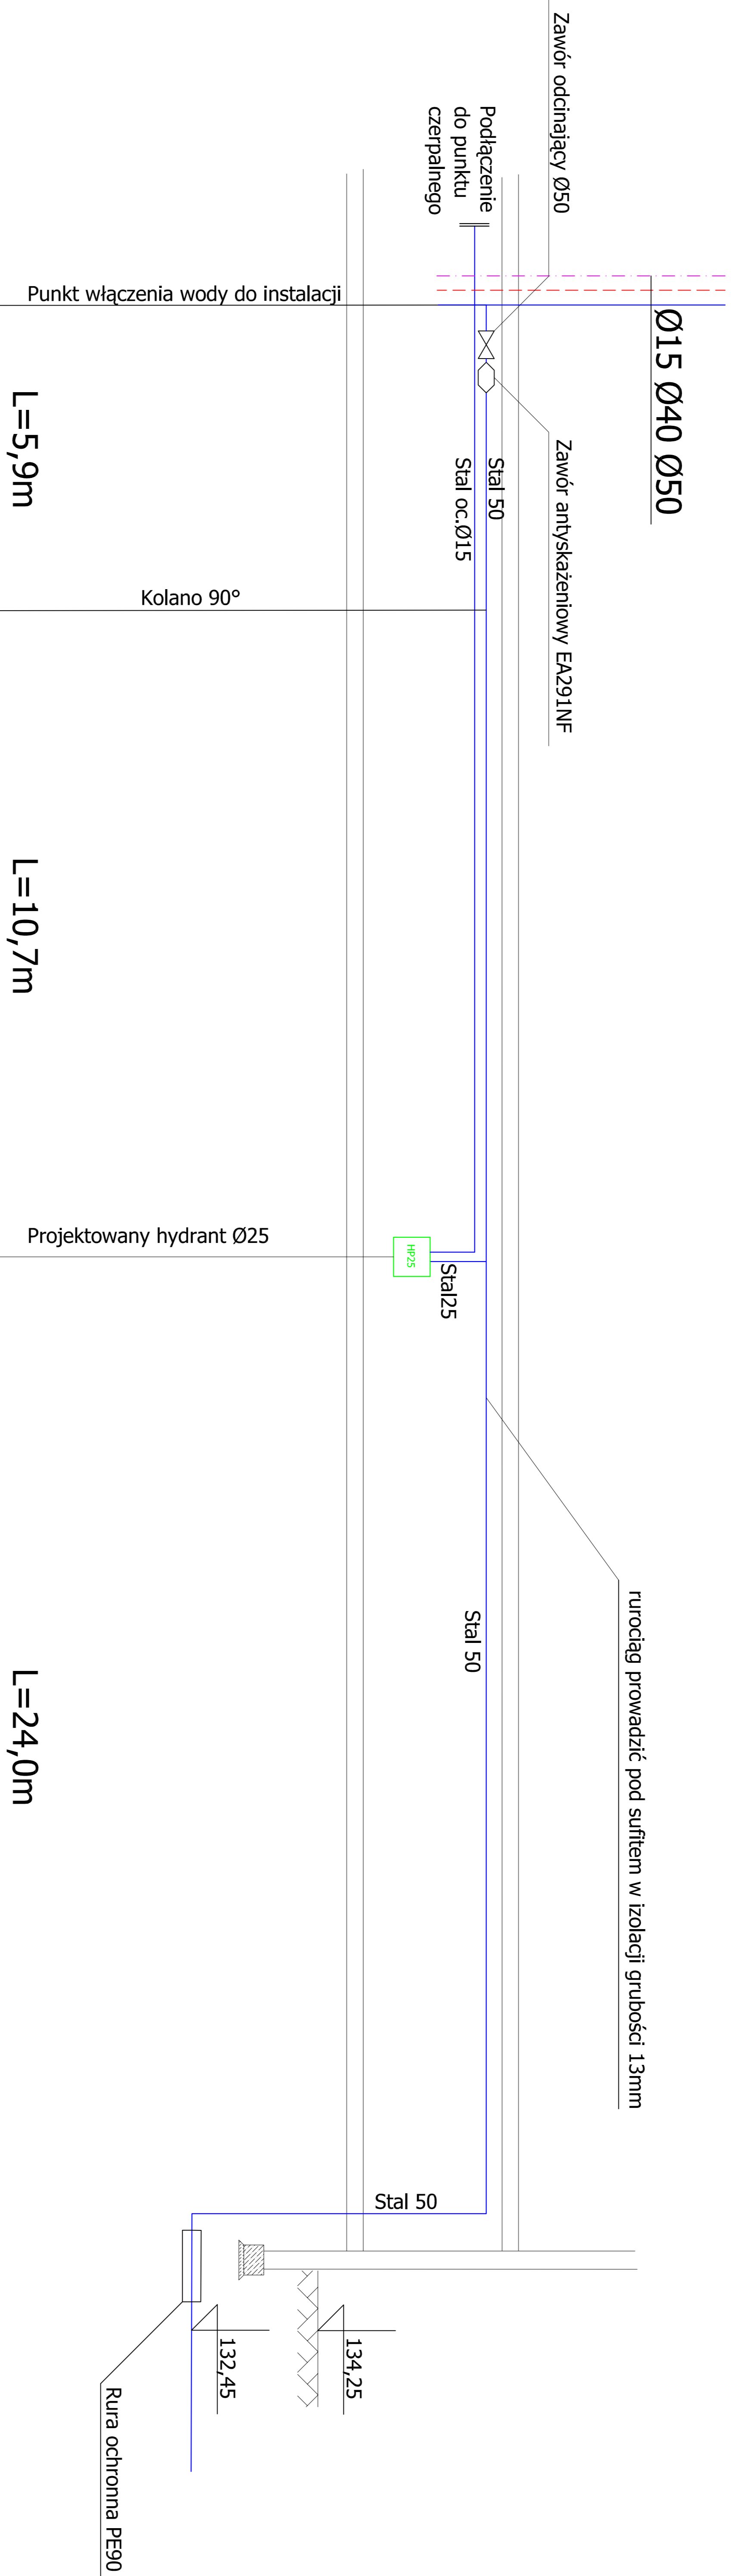 Zawór odcinający Ø50
Podłączenie
do punktu
czerpalnego
Punkt włączenia wody do instalacji
Ø15 Ø40 Ø50
L=5,9m
Stal 50
Stal oc.Ø15
Zawór antyskażeniowy EA291NF
Kolano 90°
L=10,7m
Projektowany hydrant Ø25
HP25
Stal25
rurociąg prowadzić pod sufitem w izolacji grubości 13mm
Stal 50
L=24,0m
Stal 50
132,45
134,25
Rura ochronna PE90